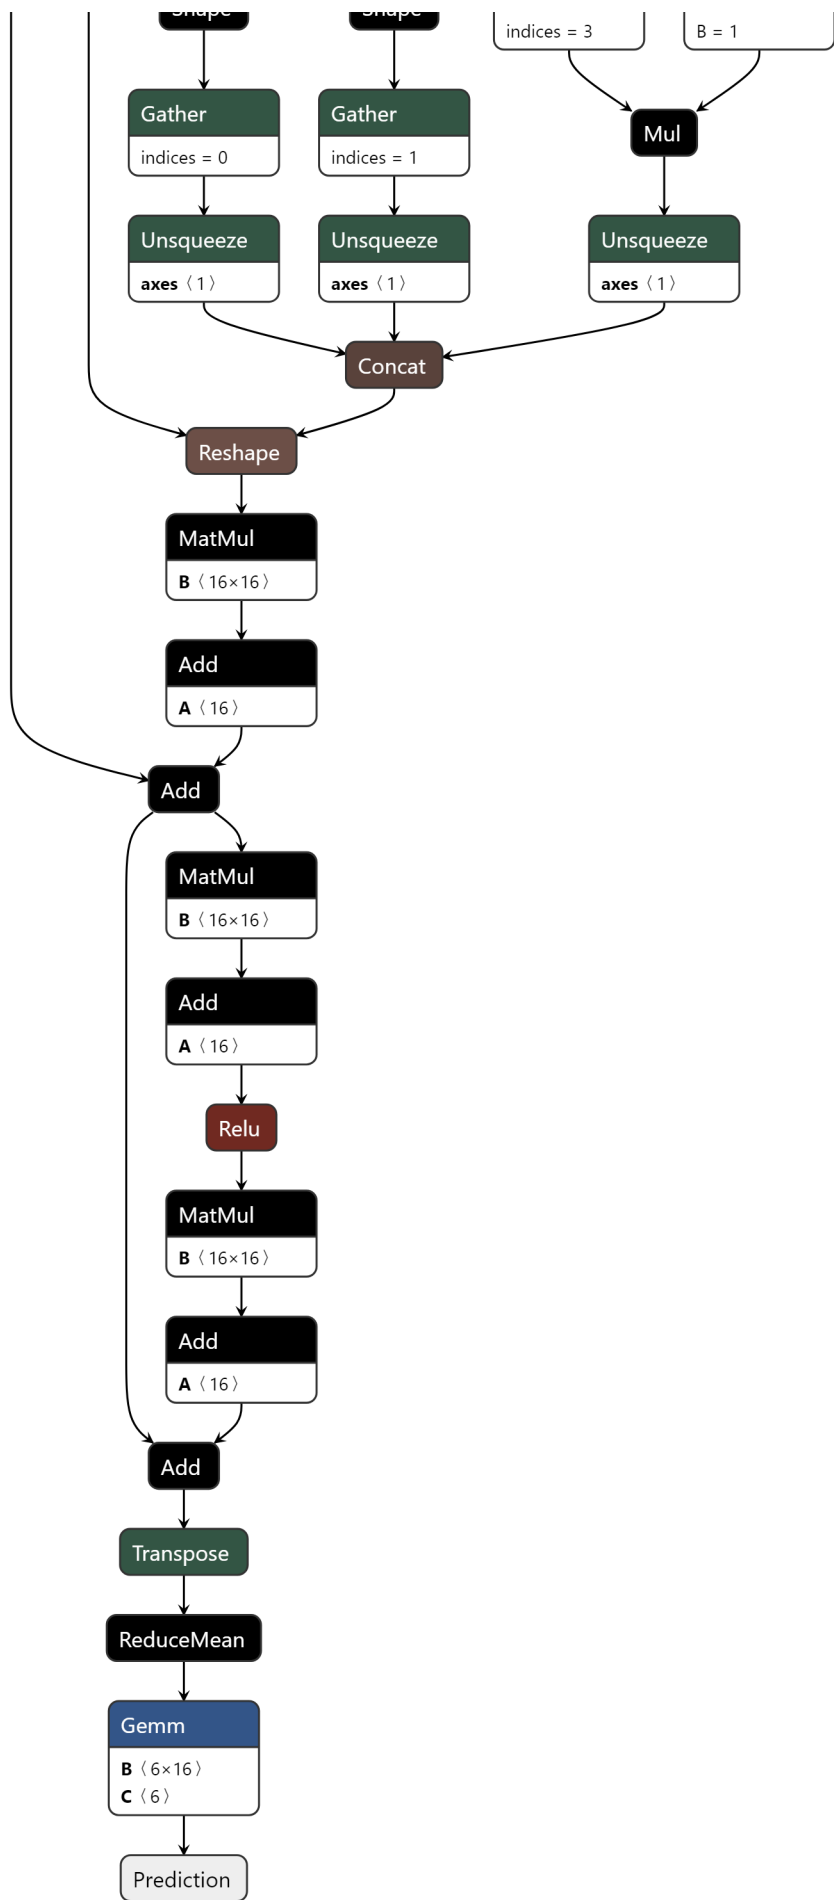 Shape
Shape
indices = 3
B = 1
Gather
indices = 0
Gather
indices = 1
Mul
Unsqueeze
axes〈1〉
Unsqueeze
axes〈1〉
Unsqueeze
axes〈1〉
Concat
Reshape
MatMul
B〈16×16〉
Add
A〈16〉
Add
MatMul
B〈16×16〉
Add
A〈16〉
Relu
MatMul
B〈16×16〉
Add
A〈16〉
Add
Transpose
ReduceMean
Gemm
B〈6×16〉
C〈6〉
Prediction